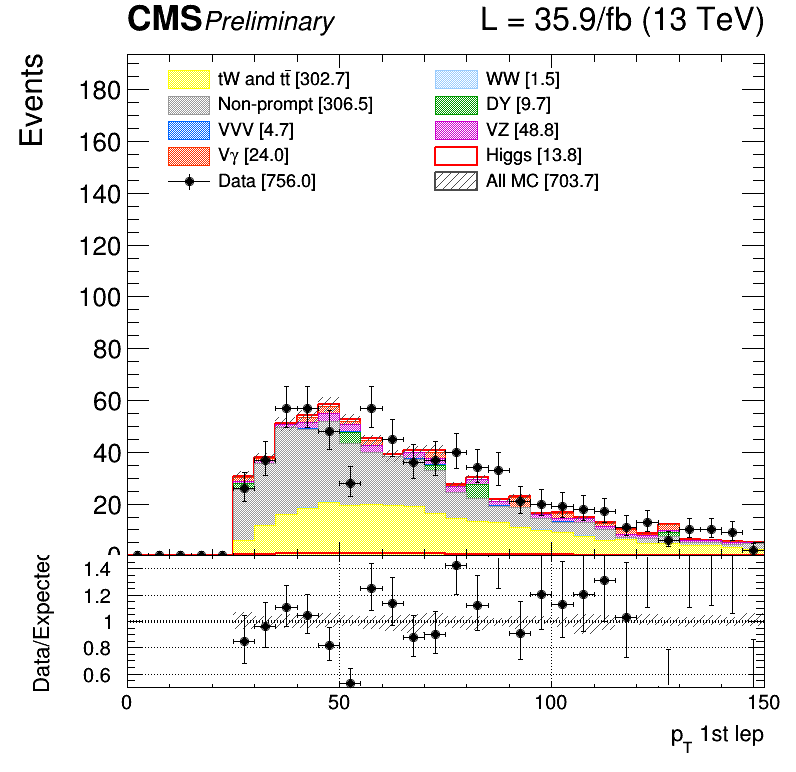 CMS Preliminary L = 35.9/fb (13 TeV)
Events
180
160
140
120
100
80
60
40
20
0
tW and tt̄ [302.7]
Non-prompt [306.5]
VVV [4.7]
Vγ [24.0]
Data [756.0]
WW [1.5]
DY [9.7]
VZ [48.8]
Higgs [13.8]
All MC [703.7]
Data/Expected
1.4
1.2
1
0.8
0.6
0 50 100 150
p_T 1st lep